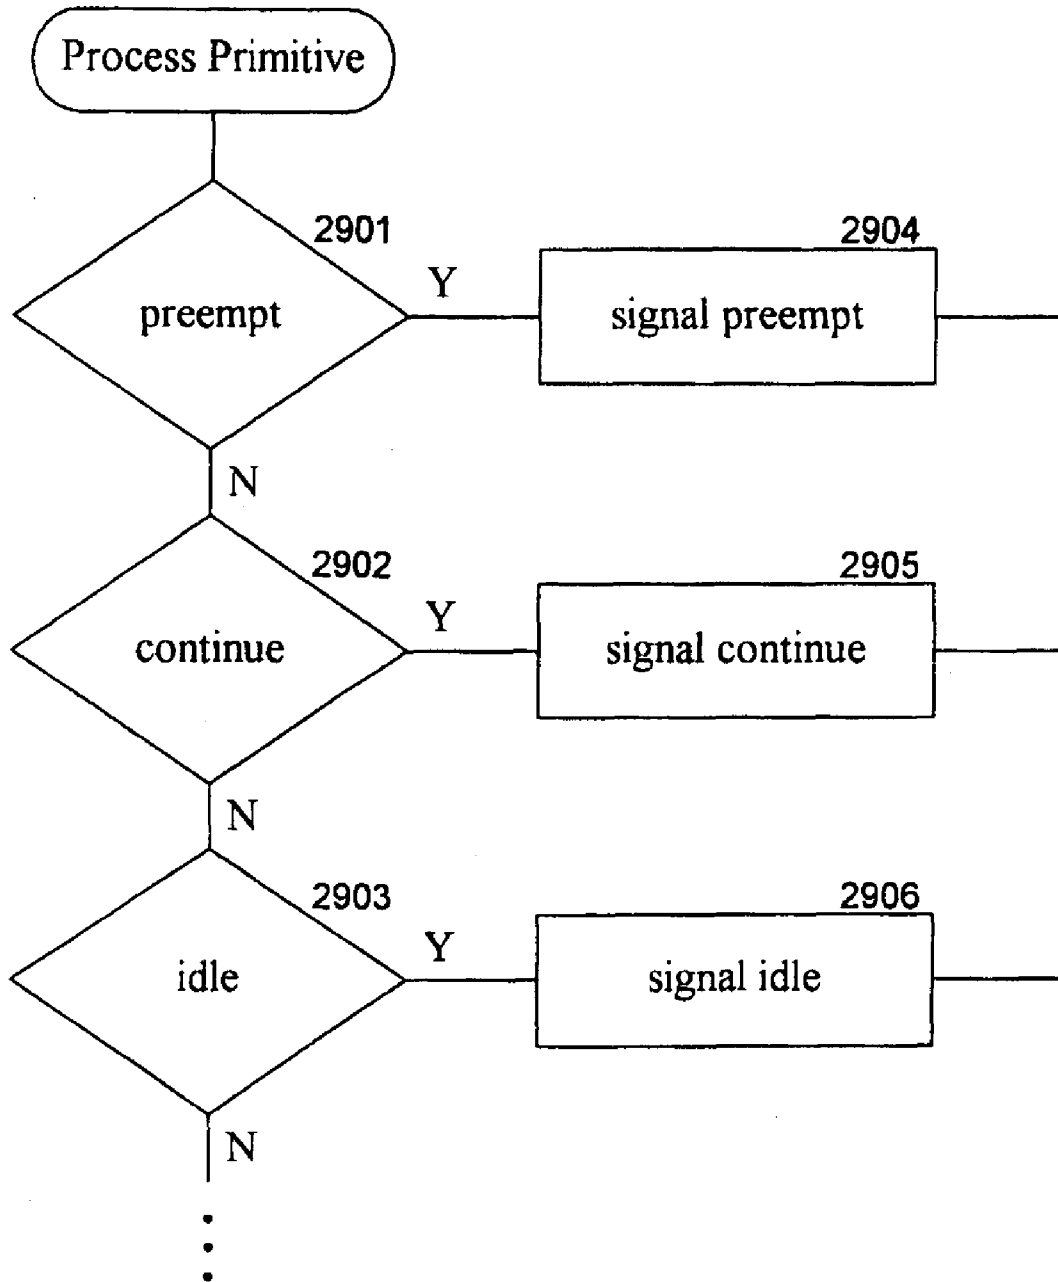 Process Primitive
2901
preempt
Y
2904
signal preempt
N
2902
continue
Y
2905
signal continue
N
2903
idle
Y
2906
signal idle
N